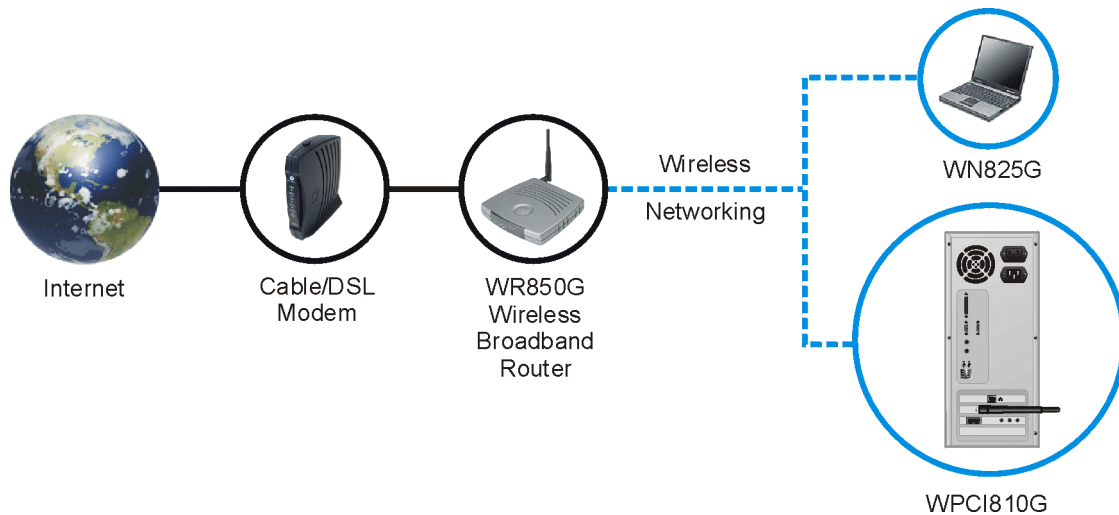 Internet
Cable/DSL
Modem
WR850G
Wireless
Broadband
Router
Wireless
Networking
WN825G
WPCI810G